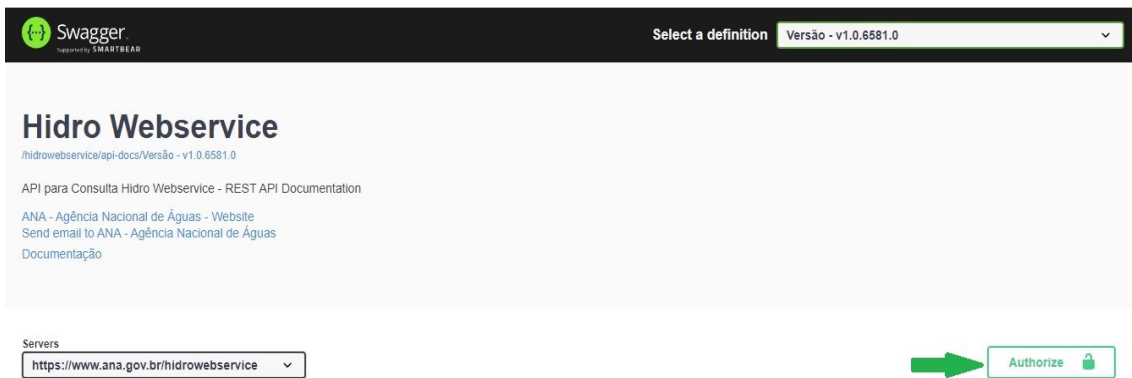 Swagger.
Supported by SMARTBEAR
Select a definition
Versão - v1.0.6581.0
Hidro Webservice
/hidrowebservice/api-docs/Versão - v1.0.6581.0
API para Consulta Hidro Webservice - REST API Documentation
ANA - Agência Nacional de Águas - Website
Send email to ANA - Agência Nacional de Águas
Documentação
Servers
https://www.ana.gov.br/hidrowebservice
Authorize